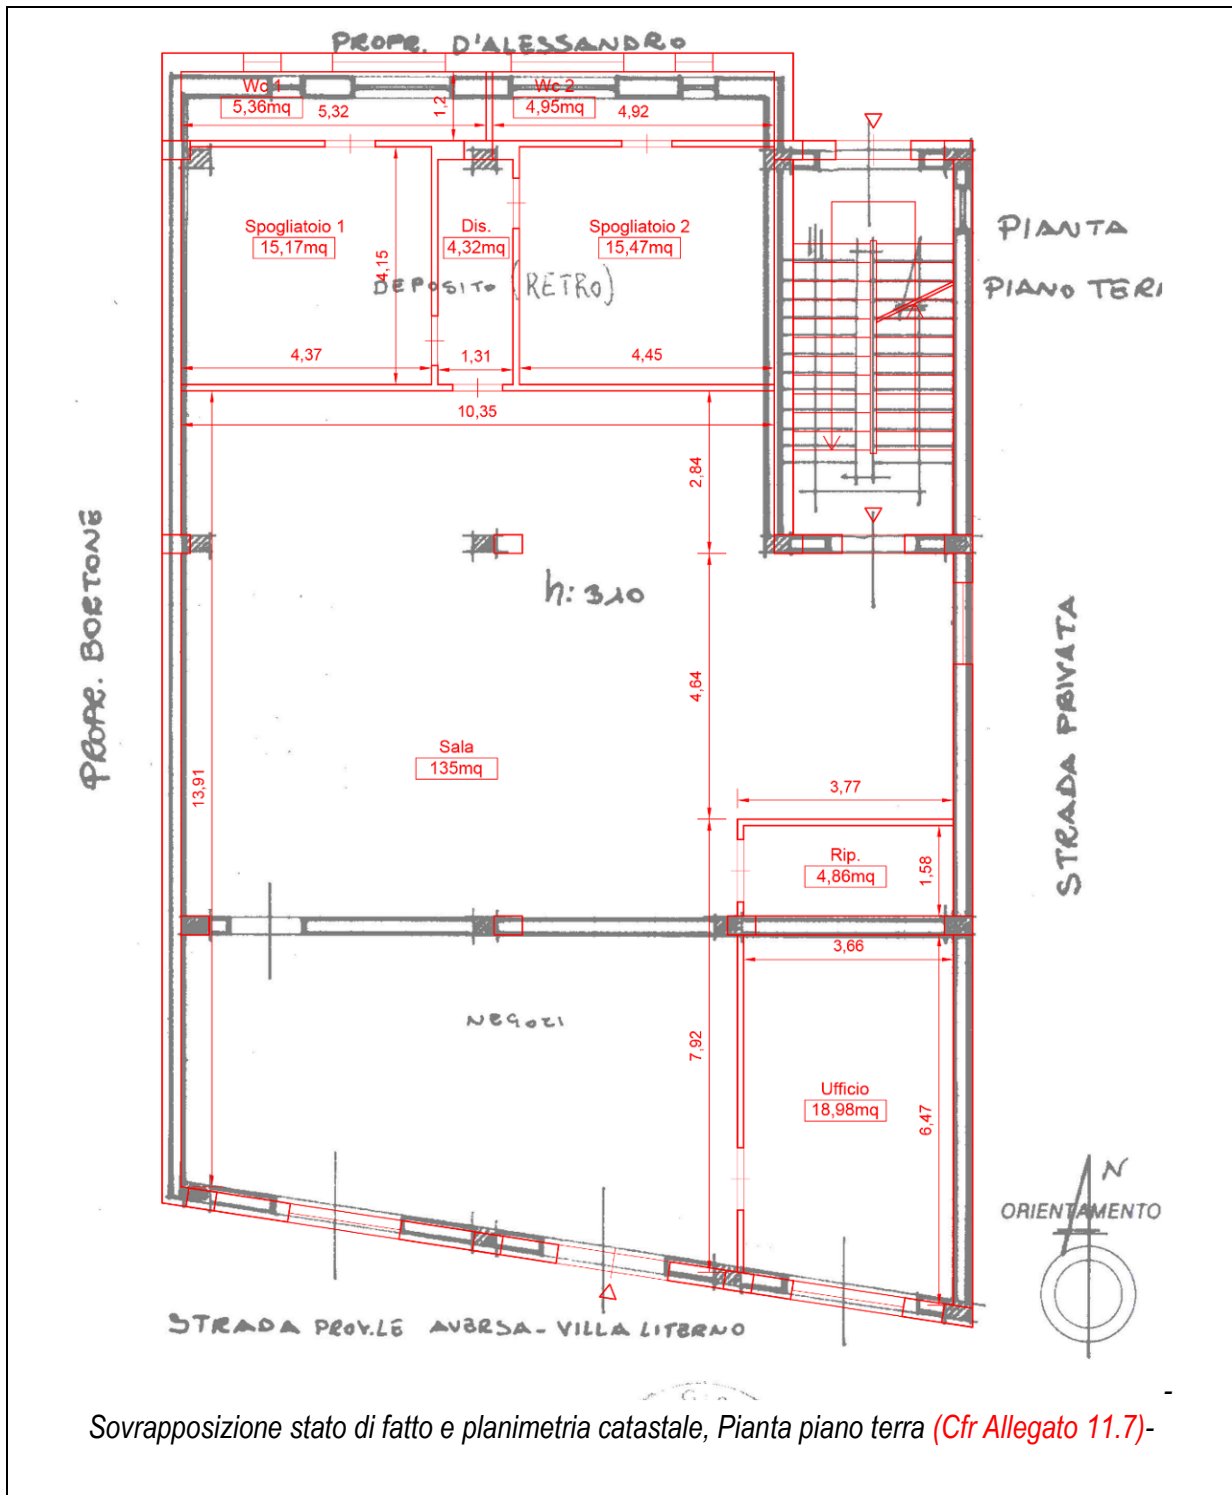 PROPR. D'ALESSANDRO
Wc 1
5,36mq
5,32
1,2
Wc 2
4,95mq
4,92
Spogliatoio 1
15,17mq
4,15
Dis.
4,32mq
Spogliatoio 2
15,47mq
PIANTA
PIANO TERR
DEPOSITO (RETRO)
4,37
1,31
4,45
10,35
2,84
PROPR. BORTONE
h: 310
4,64
STRADA PRIVATA
Sala
135mq
13,91
3,77
Rip.
4,86mq
1,58
3,66
NEGOZI
7,92
Ufficio
18,98mq
6,47
N
ORIENTAMENTO
STRADA PROV.LE AVERSA - VILLA LITERNO
-
Sovrapposizione stato di fatto e planimetria catastale, Pianta piano terra (Cfr Allegato 11.7)-